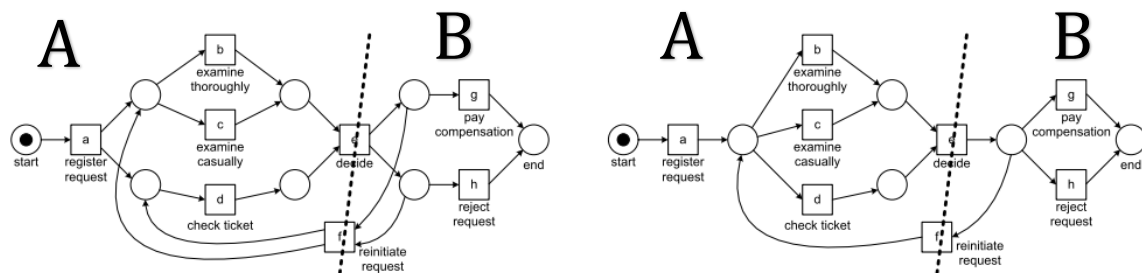 A
B
b
examine
thoroughly
g
pay
compensation
a
c
e
start
register
request
examine
casually
decide
end
d
h
check ticket
reject
request
f
reinitiate
request
A
B
b
examine
thoroughly
g
pay
compensation
a
c
e
start
register
request
examine
casually
decide
end
d
h
check ticket
reject
request
f
reinitiate
request